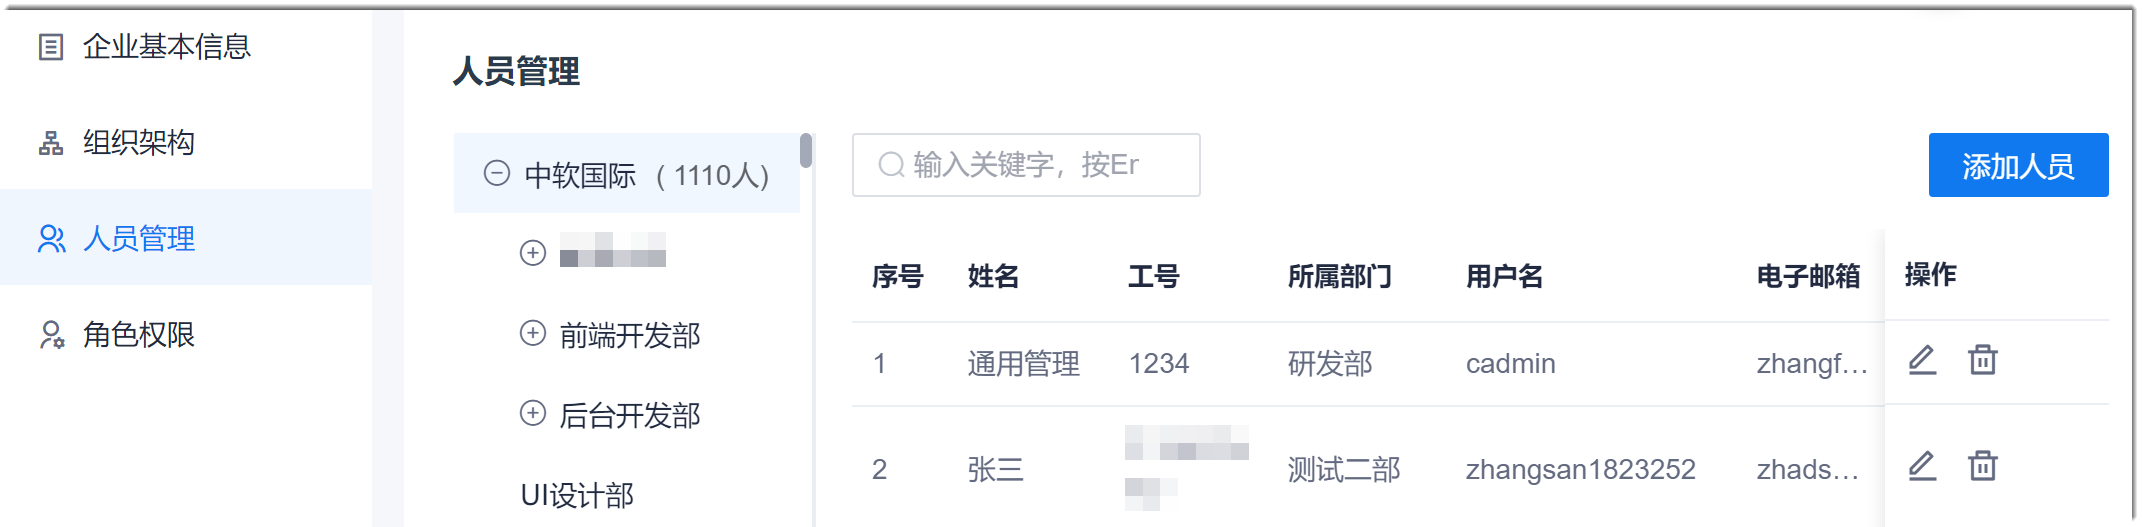 企业基本信息
组织架构
人员管理
角色权限
人员管理
中软国际 ( 1110人)
前端开发部
后台开发部
UI设计部
输入关键字，按Er
添加人员
序号 姓名 工号 所属部门 用户名 电子邮箱 操作
1 通用管理 1234 研发部 cadmin zhangf...
2 张三 测试二部 zhangsan1823252 zhads...